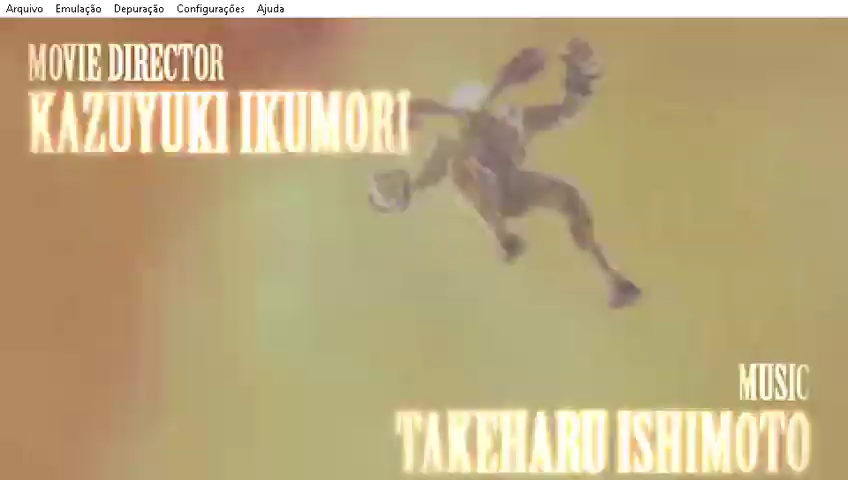 Arquivo Emulação Depuração Configurações Ajuda
MOVIE DIRECTOR
KAZUYUKI IKUMORI
MUSIC
TAKEHARU ISHIMOTO